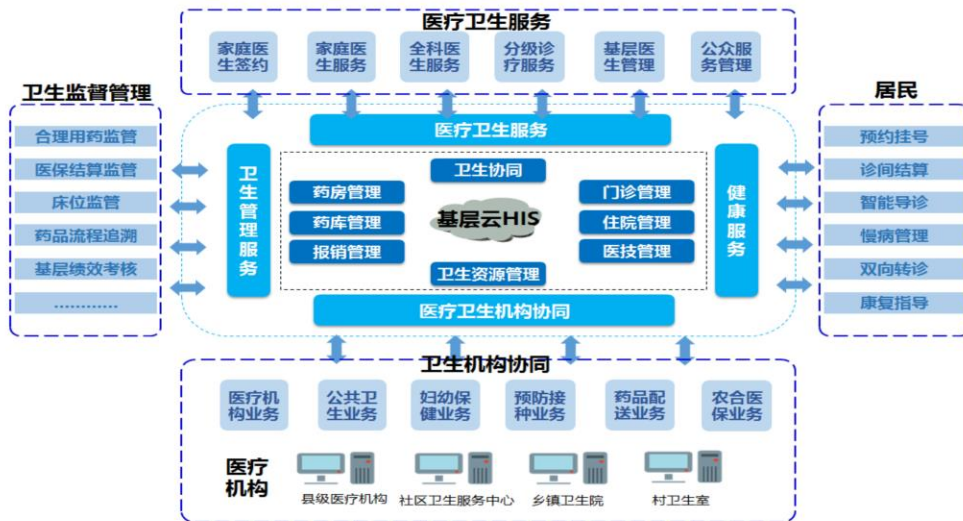 医疗卫生服务
家庭医
生签约
家庭医
生服务
全科医
生服务
分级诊
疗服务
基层医
生管理
公众服
务管理
卫生监督管理
合理用药监管
医保结算监管
床位监管
药品流程追溯
基层绩效考核
............
医疗卫生服务
卫生管理服务
卫生协同
药房管理
药库管理
报销管理
基层云HIS
门诊管理
住院管理
医技管理
卫生资源管理
健康服务
医疗卫生机构协同
居民
预约挂号
诊间结算
智能导诊
慢病管理
双向转诊
康复指导
卫生机构协同
医疗机
构业务
公共卫
生业务
妇幼保
健业务
预防接
种业务
药品配
送业务
农合医
保业务
医疗
机构
县级医疗机构
社区卫生服务中心
乡镇卫生院
村卫生室